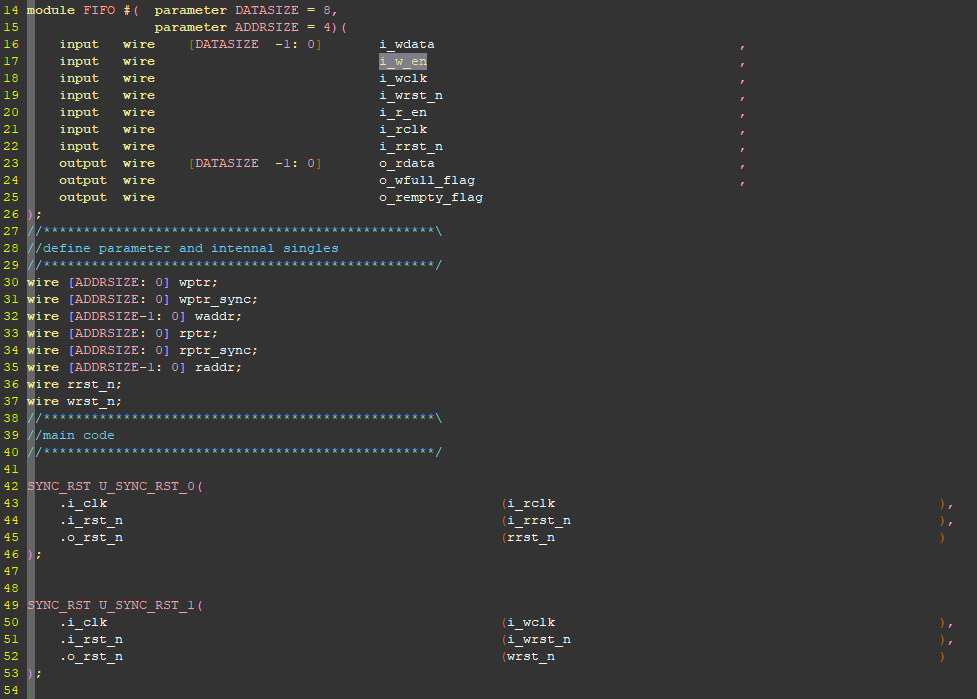 14 module FIFO #(  parameter DATASIZE = 8,
15                 parameter ADDRSIZE = 4)(
16     input   wire    [DATASIZE  -1: 0]       i_wdata                                      ,
17     input   wire                            i_w_en                                       ,
18     input   wire                            i_wclk                                       ,
19     input   wire                            i_wrst_n                                     ,
20     input   wire                            i_r_en                                       ,
21     input   wire                            i_rclk                                       ,
22     input   wire                            i_rrst_n                                     ,
23     output  wire    [DATASIZE  -1: 0]       o_rdata                                      ,
24     output  wire                            o_wfull_flag                                 ,
25     output  wire                            o_rempty_flag
26 );
27 //*************************************************\
28 //define parameter and intennal singles
29 //*************************************************/
30 wire [ADDRSIZE: 0] wptr;
31 wire [ADDRSIZE: 0] wptr_sync;
32 wire [ADDRSIZE-1: 0] waddr;
33 wire [ADDRSIZE: 0] rptr;
34 wire [ADDRSIZE: 0] rptr_sync;
35 wire [ADDRSIZE-1: 0] raddr;
36 wire rrst_n;
37 wire wrst_n;
38 //*************************************************\
39 //main code
40 //*************************************************/
41
42 SYNC_RST U_SYNC_RST_0(
43     .i_clk                                                 (i_rclk                                                ),
44     .i_rst_n                                               (i_rrst_n                                              ),
45     .o_rst_n                                               (rrst_n                                                )
46 );
47
48
49 SYNC_RST U_SYNC_RST_1(
50     .i_clk                                                 (i_wclk                                                ),
51     .i_rst_n                                               (i_wrst_n                                              ),
52     .o_rst_n                                               (wrst_n                                                )
53 );
54